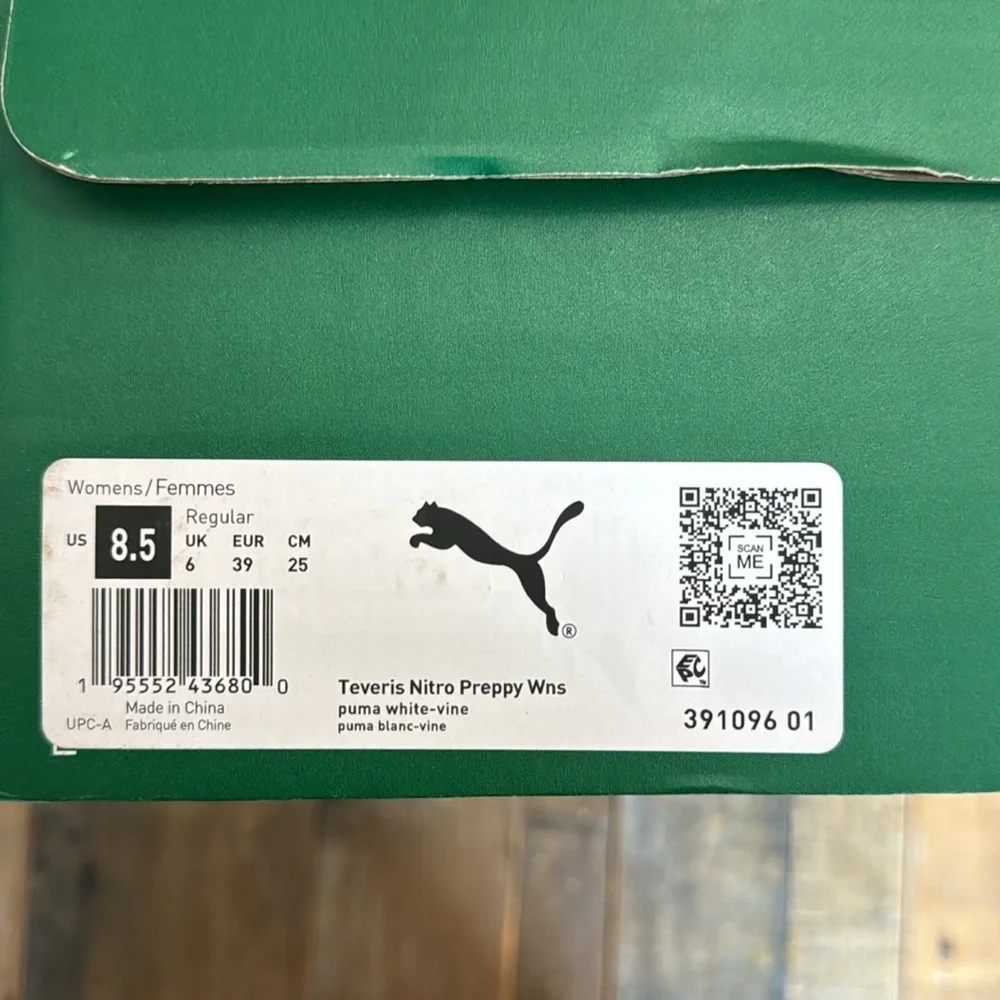 Womens/Femmes
US 8.5
Regular
UK EUR CM
6 39 25
1 95552 43680 0
Made in China
UPC-A Fabriqué en Chine
®
Teveris Nitro Preppy Wns
puma white-vine
puma blanc-vine
SCAN
ME
EPC™
391096 01